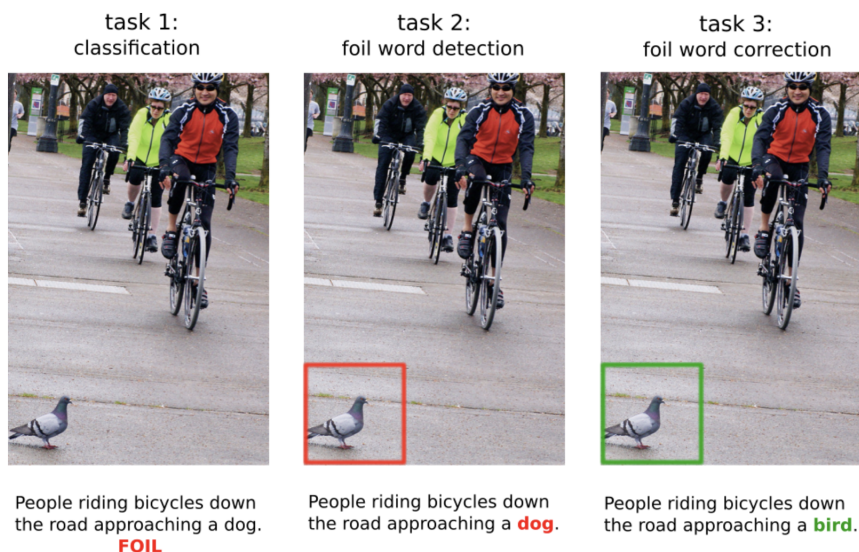 task 1:
classification
task 2:
foil word detection
task 3:
foil word correction
People riding bicycles down
the road approaching a dog.
FOIL
People riding bicycles down
the road approaching a dog.
People riding bicycles down
the road approaching a bird.